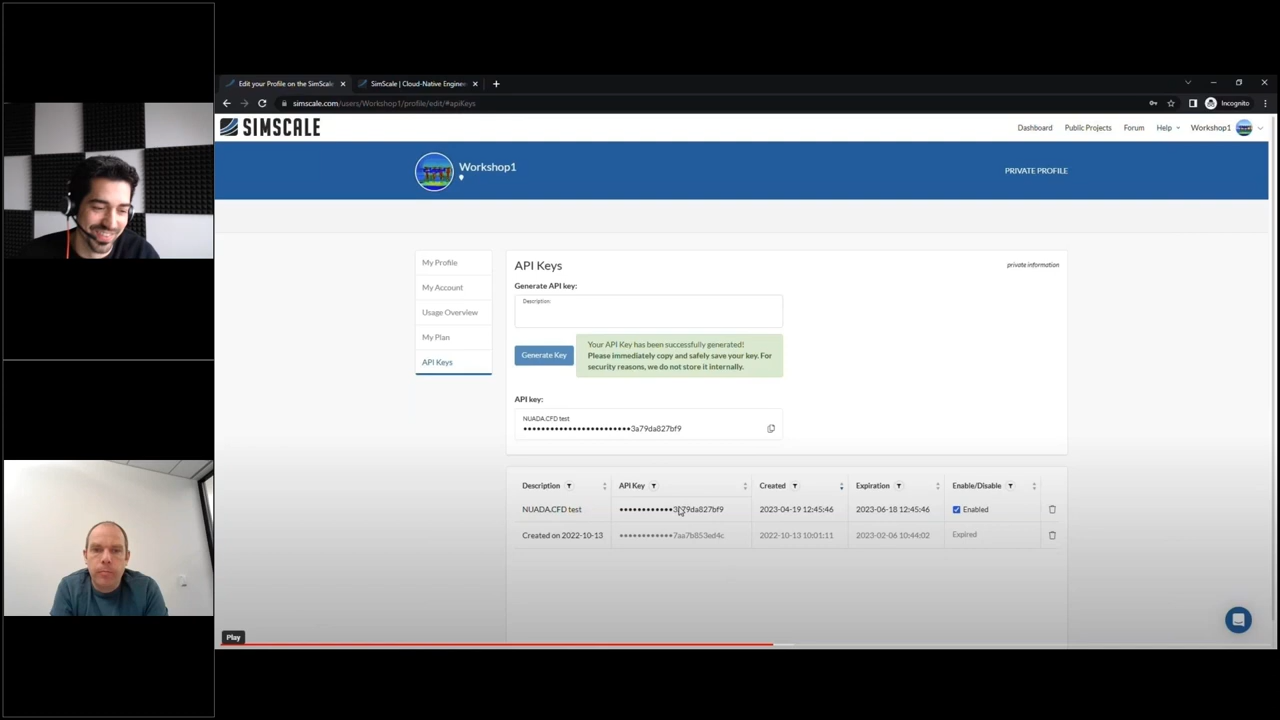 Edit your Profile on the SimSca
SimScale | Cloud-Native Engine
simscale.com/users/Workshop1/profile/edit/#apiKeys
Incognito
SIMSCALE
Dashboard
Public Projects
Forum
Help
Workshop1
Workshop1
PRIVATE PROFILE
My Profile
My Account
Usage Overview
My Plan
API Keys
API Keys
private information
Generate API key:
Description:
Generate Key
Your API Key has been successfully generated!
Please immediately copy and safely save your key. For
security reasons, we do not store it internally.
API key:
NUADA.CFD test
••••••••••••••••••••••••3a79da827bf9
Description API Key Created Expiration Enable/Disable
NUADA.CFD test ••••••••••••3a79da827bf9 2023-04-19 12:45:46 2023-06-18 12:45:46 Enabled
Created on 2022-10-13 ••••••••••••7aa7b853ed4c 2022-10-13 10:01:11 2023-02-06 10:44:02 Expired
Play